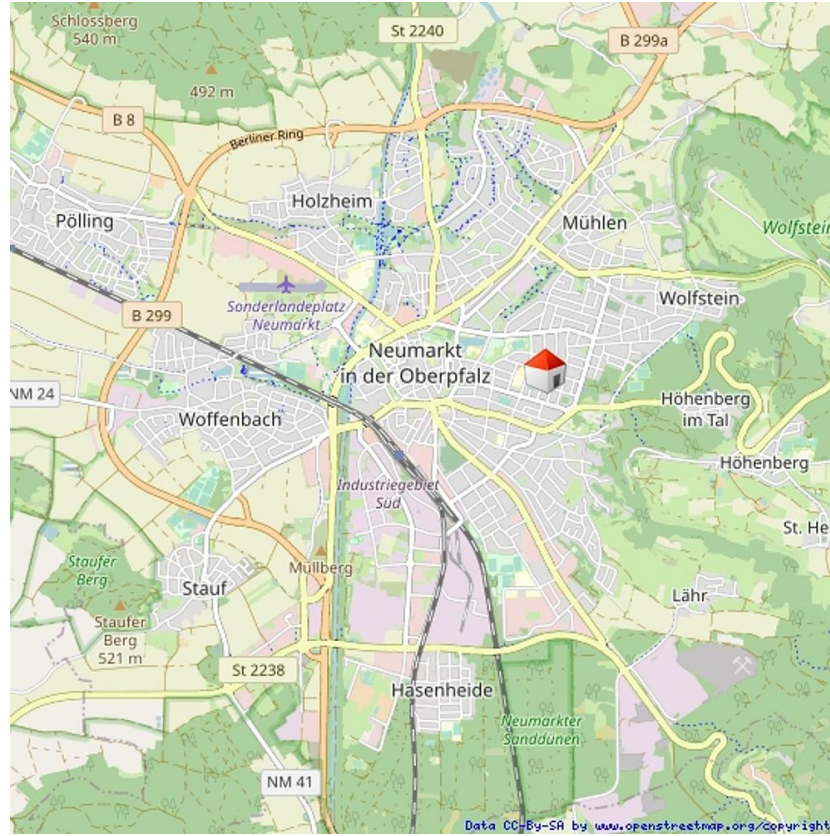 Schlossberg
540 m
St 2240
B 299a
492 m
B 8
Berliner Ring
Holzheim
Pölling
Mühlen
Wolfstein
Sonderlandeplatz
Neumarkt
Wolfstein
B 299
Neumarkt
in der Oberpfalz
NM 24
Woffenbach
Höhenberg
im Tal
Höhenberg
Industriegebiet
Süd
St. He
Staufer
Berg
Stauf
Müllberg
Lähr
Staufer
Berg
521 m
St 2238
Hasenheide
Neumarkter
Sanddünen
NM 41
Data CC-By-SA by www.openstreetmap.org/copyright